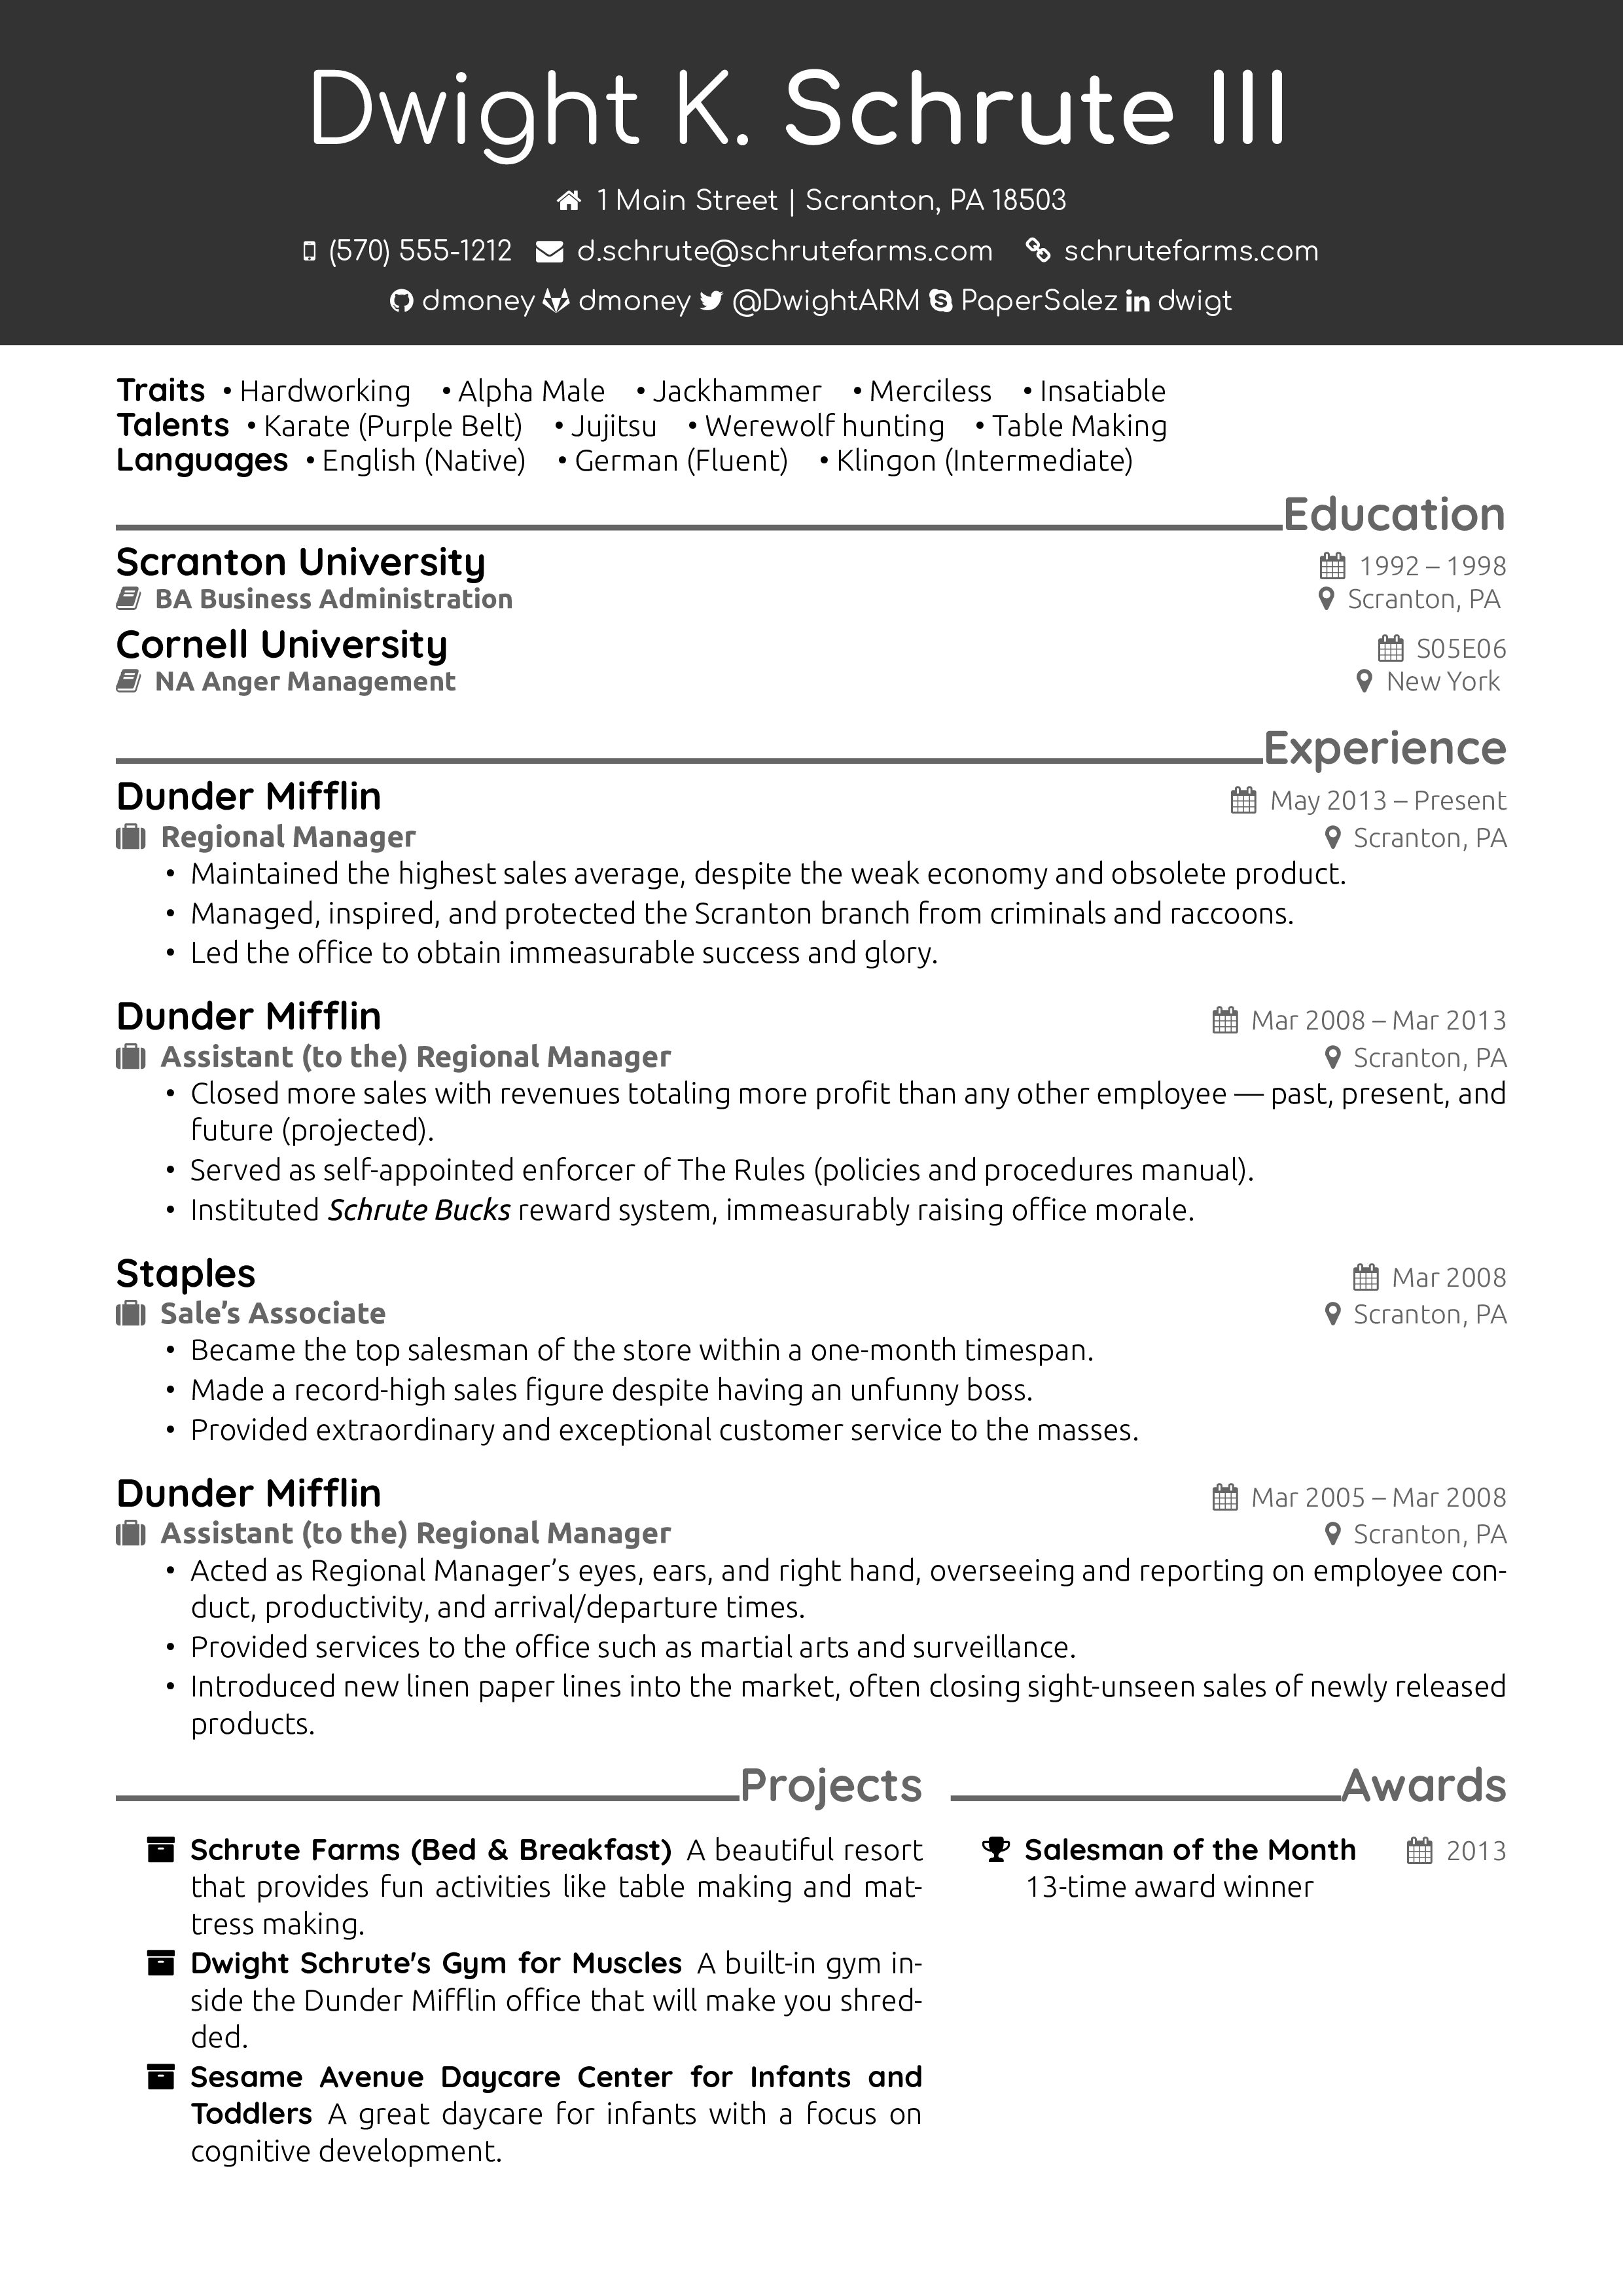 Dwight K. Schrute III
1 Main Street | Scranton, PA 18503
(570) 555-1212 d.schrute@schrutefarms.com schrutefarms.com
dmoney dmoney @DwightARM PaperSalez dwigt
Traits • Hardworking • Alpha Male • Jackhammer • Merciless • Insatiable
Talents • Karate (Purple Belt) • Jujitsu • Werewolf hunting • Table Making
Languages • English (Native) • German (Fluent) • Klingon (Intermediate)
Education
Scranton University 1992 – 1998
BA Business Administration Scranton, PA
Cornell University S05E06
NA Anger Management New York
Experience
Dunder Mifflin May 2013 – Present
Regional Manager Scranton, PA
• Maintained the highest sales average, despite the weak economy and obsolete product.
• Managed, inspired, and protected the Scranton branch from criminals and raccoons.
• Led the office to obtain immeasurable success and glory.
Dunder Mifflin Mar 2008 – Mar 2013
Assistant (to the) Regional Manager Scranton, PA
• Closed more sales with revenues totaling more profit than any other employee — past, present, and
future (projected).
• Served as self-appointed enforcer of The Rules (policies and procedures manual).
• Instituted Schrute Bucks reward system, immeasurably raising office morale.
Staples Mar 2008
Sale’s Associate Scranton, PA
• Became the top salesman of the store within a one-month timespan.
• Made a record-high sales figure despite having an unfunny boss.
• Provided extraordinary and exceptional customer service to the masses.
Dunder Mifflin Mar 2005 – Mar 2008
Assistant (to the) Regional Manager Scranton, PA
• Acted as Regional Manager’s eyes, ears, and right hand, overseeing and reporting on employee con-
duct, productivity, and arrival/departure times.
• Provided services to the office such as martial arts and surveillance.
• Introduced new linen paper lines into the market, often closing sight-unseen sales of newly released
products.
Projects
Schrute Farms (Bed & Breakfast) A beautiful resort
that provides fun activities like table making and mat-
tress making.
Dwight Schrute's Gym for Muscles A built-in gym in-
side the Dunder Mifflin office that will make you shred-
ded.
Sesame Avenue Daycare Center for Infants and
Toddlers A great daycare for infants with a focus on
cognitive development.
Awards
Salesman of the Month 2013
13-time award winner